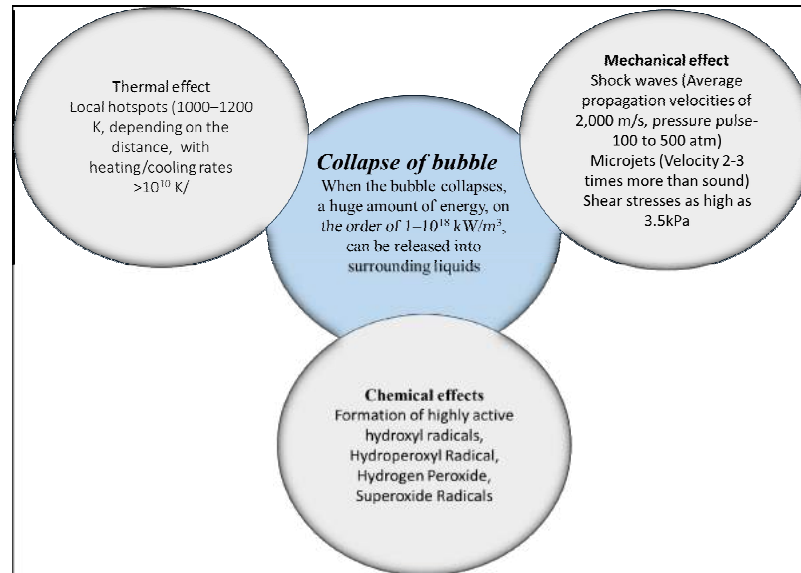 Thermal effect
Local hotspots (1000–1200
K, depending on the
distance, with
heating/cooling rates
>10¹⁰ K/
Collapse of bubble
When the bubble collapses,
a huge amount of energy, on
the order of 1–10¹⁸ kW/m³,
can be released into
surrounding liquids
Mechanical effect
Shock waves (Average
propagation velocities of
2,000 m/s, pressure pulse-
100 to 500 atm)
Microjets (Velocity 2-3
times more than sound)
Shear stresses as high as
3.5kPa
Chemical effects
Formation of highly active
hydroxyl radicals,
Hydroperoxyl Radical,
Hydrogen Peroxide,
Superoxide Radicals